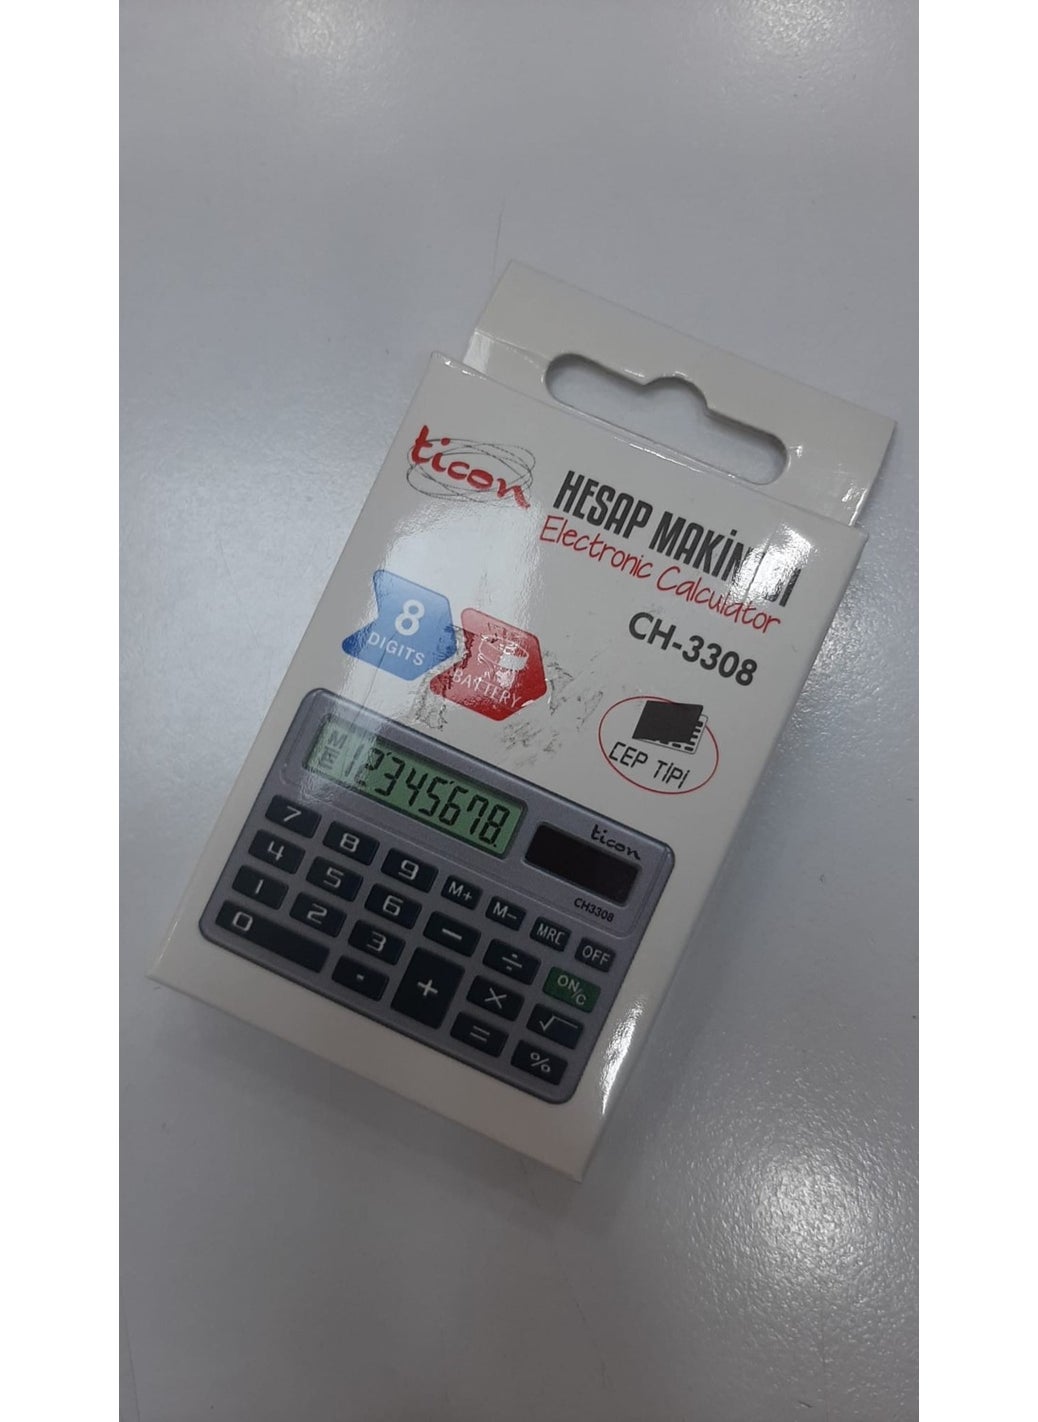 ticon
HESAP MAKİNESİ
Electronic Calculator
CH-3308
8
DIGITS
BATTERY
CEP TİPİ
M
E 12345678.
ticon
CH3308
7 8 9 M+ M- MRC OFF
4 5 6 - ÷ ON/C
1 2 3 + × √
0 . = %